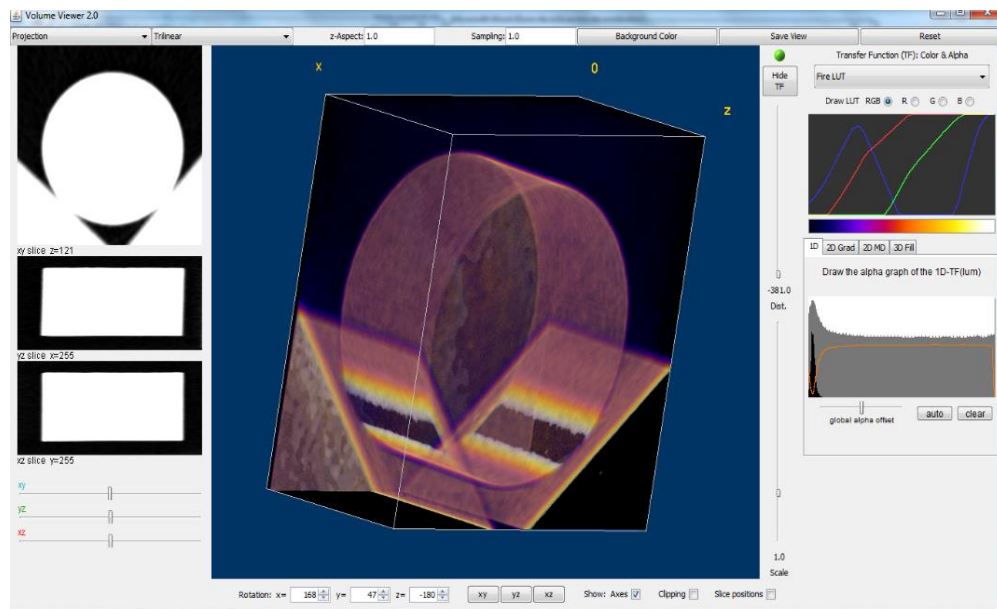 Volume Viewer 2.0
Projection Trilinear z-Aspect: 1.0 Sampling: 1.0 Background Color Save View Reset
x 0 z
Hide TF
Transfer Function (TF): Color & Alpha
Fire LUT
Draw LUT RGB R G B
xy slice z=121
1D 2D Grad 2D MD 3D Fill
Draw the alpha graph of the 1D-TF(lum)
-381.0
Dist.
yz slice x=255
global alpha offset auto clear
xz slice y=255
xy
yz
xz
1.0
Scale
Rotation: x= 168 y= 47 z= -180 xy yz xz Show: Axes Clipping Slice positions